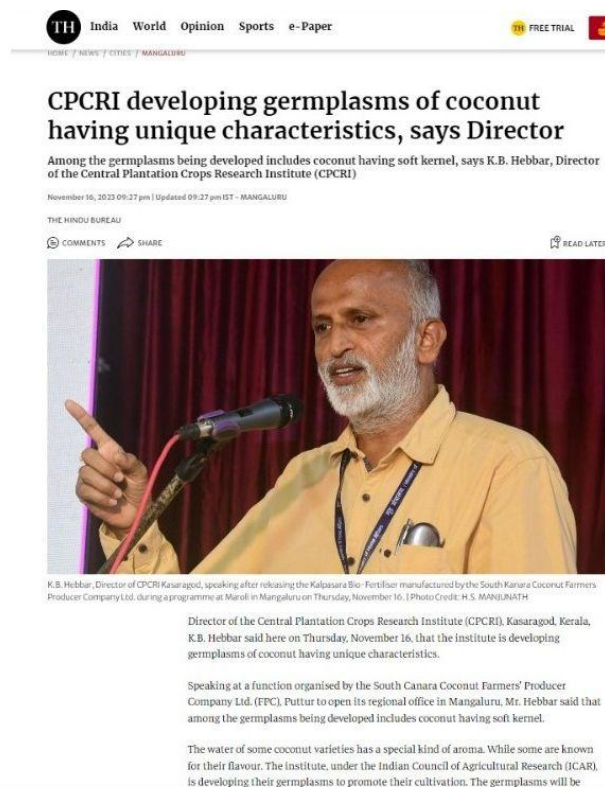 TH India World Opinion Sports e-Paper TH FREE TRIAL
HOME / NEWS / CITIES / MANGALURU
CPCRI developing germplasms of coconut
having unique characteristics, says Director
Among the germplasms being developed includes coconut having soft kernel, says K.B. Hebbar, Director
of the Central Plantation Crops Research Institute (CPCRI)
November 16, 2023 09:27 pm | Updated 09:27 pm IST - MANGALURU
THE HINDU BUREAU
COMMENTS SHARE READ LATER
K.B. Hebbar, Director of CPCRI Kasaragod, speaking after releasing the Kalpasara Bio-Fertiliser manufactured by the South Kanara Coconut Farmers
Producer Company Ltd. during a programme at Maroli in Mangaluru on Thursday, November 16. | Photo Credit: H.S. MANJUNATH
Director of the Central Plantation Crops Research Institute (CPCRI), Kasaragod, Kerala,
K.B. Hebbar said here on Thursday, November 16, that the institute is developing
germplasms of coconut having unique characteristics.
Speaking at a function organised by the South Canara Coconut Farmers' Producer
Company Ltd. (FPC), Puttur to open its regional office in Mangaluru, Mr. Hebbar said that
among the germplasms being developed includes coconut having soft kernel.
The water of some coconut varieties has a special kind of aroma. While some are known
for their flavour. The institute, under the Indian Council of Agricultural Research (ICAR),
is developing their germplasms to promote their cultivation. The germplasms will be